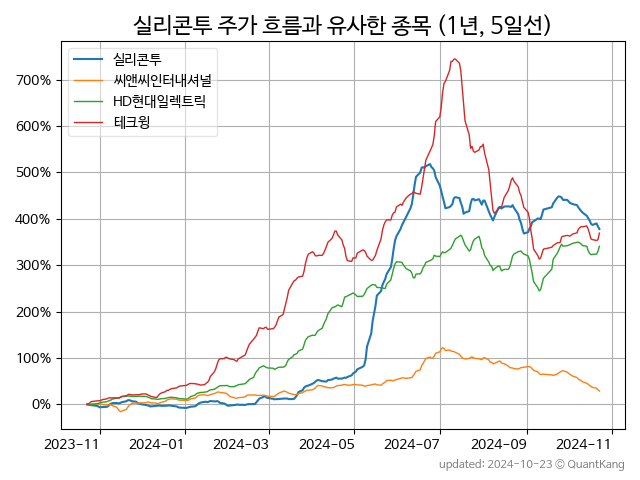 실리콘투 주가 흐름과 유사한 종목 (1년, 5일선)
실리콘투
씨앤씨인터내셔널
HD현대일렉트릭
테크윙
700%
600%
500%
400%
300%
200%
100%
0%
2023-11 2024-01 2024-03 2024-05 2024-07 2024-09 2024-11
updated: 2024-10-23 © QuantKang